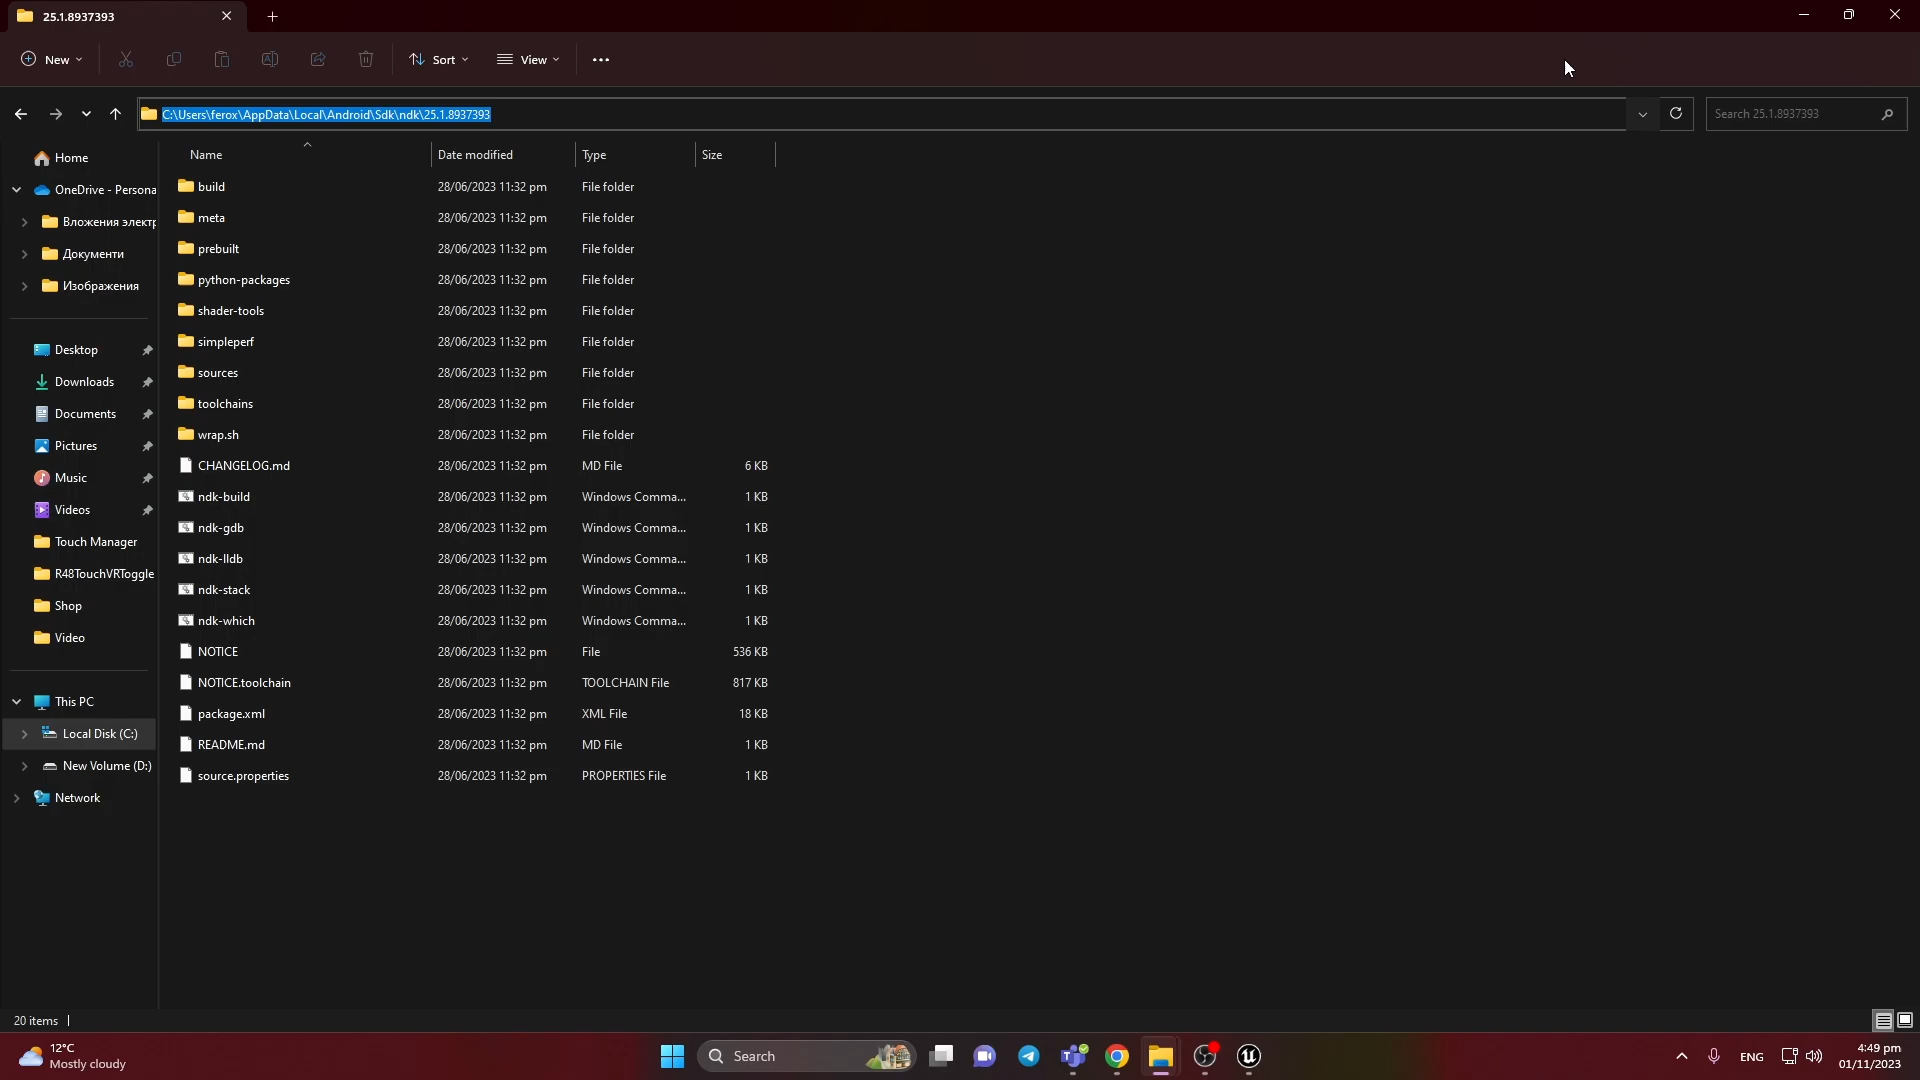 25.1.8937393
New
Sort
View
C:\Users\ferox\AppData\Local\Android\Sdk\ndk\25.1.8937393
Search 25.1.8937393
Home
OneDrive - Persona
Вложения электр
Документи
Изображения
Desktop
Downloads
Documents
Pictures
Music
Videos
Touch Manager
R48TouchVRToggle
Shop
Video
This PC
Local Disk (C:)
New Volume (D:)
Network
Name Date modified Type Size
build 28/06/2023 11:32 pm File folder
meta 28/06/2023 11:32 pm File folder
prebuilt 28/06/2023 11:32 pm File folder
python-packages 28/06/2023 11:32 pm File folder
shader-tools 28/06/2023 11:32 pm File folder
simpleperf 28/06/2023 11:32 pm File folder
sources 28/06/2023 11:32 pm File folder
toolchains 28/06/2023 11:32 pm File folder
wrap.sh 28/06/2023 11:32 pm File folder
CHANGELOG.md 28/06/2023 11:32 pm MD File 6 KB
ndk-build 28/06/2023 11:32 pm Windows Comma... 1 KB
ndk-gdb 28/06/2023 11:32 pm Windows Comma... 1 KB
ndk-lldb 28/06/2023 11:32 pm Windows Comma... 1 KB
ndk-stack 28/06/2023 11:32 pm Windows Comma... 1 KB
ndk-which 28/06/2023 11:32 pm Windows Comma... 1 KB
NOTICE 28/06/2023 11:32 pm File 536 KB
NOTICE.toolchain 28/06/2023 11:32 pm TOOLCHAIN File 817 KB
package.xml 28/06/2023 11:32 pm XML File 18 KB
README.md 28/06/2023 11:32 pm MD File 1 KB
source.properties 28/06/2023 11:32 pm PROPERTIES File 1 KB
20 items
12°C
Mostly cloudy
Search
ENG
4:49 pm
01/11/2023